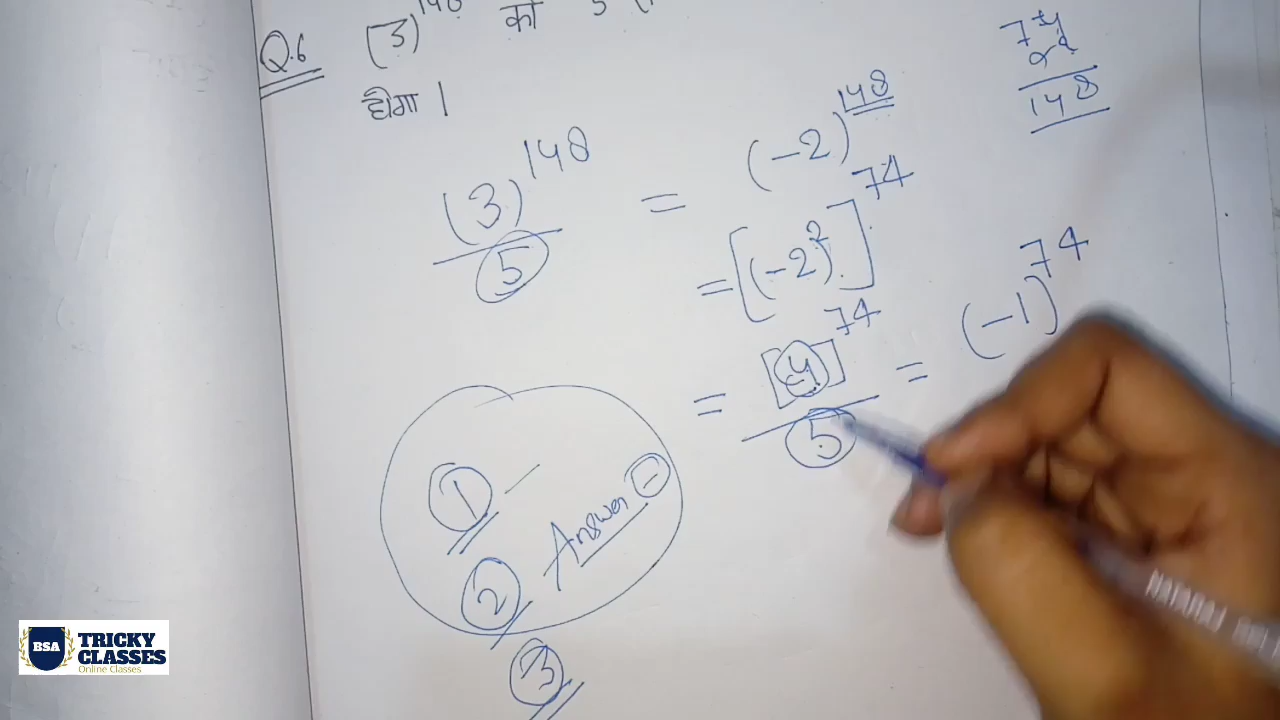 Q.6 (3)^148 को 5
होगा।
74
×2
148
(3)^148 / 5 = (-2)^148
= [(-2)^2]^74
= [4]^74 / 5 = (-1)^74
1
Answer -
2
3
BSA TRICKY CLASSES
Online Classes
NATARAJ